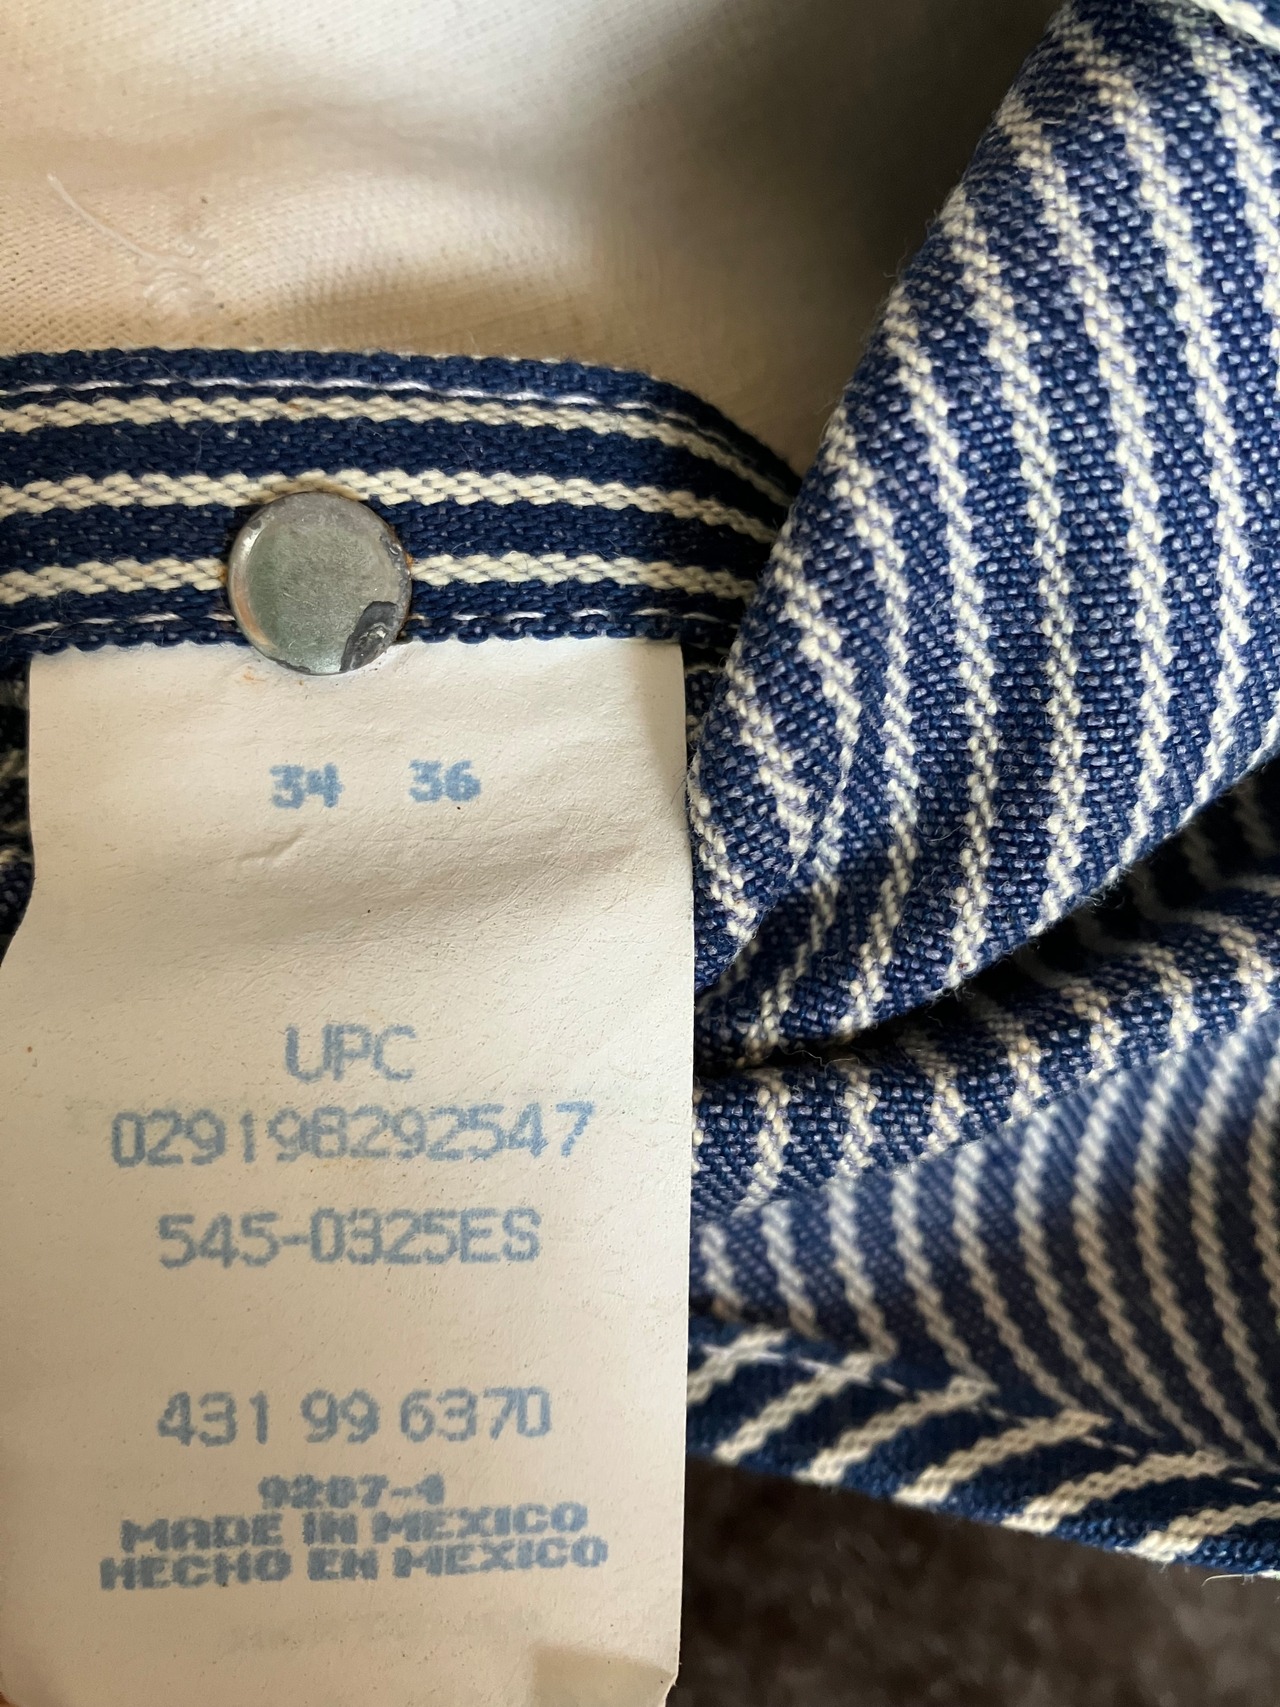 34 36
UPC
029198292547
545-0325ES
431 99 6370
9207-4
MADE IN MEXICO
HECHO EN MEXICO